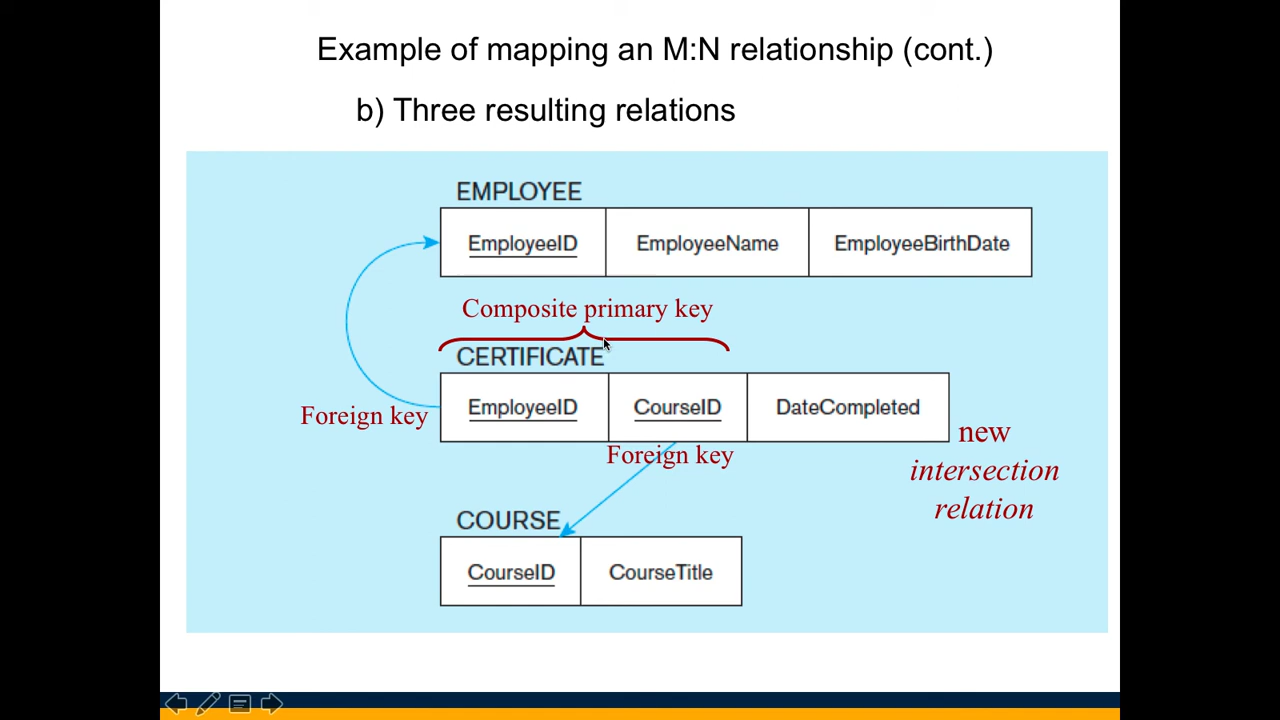 Example of mapping an M:N relationship (cont.)
b) Three resulting relations
EMPLOYEE
EmployeeID EmployeeName EmployeeBirthDate
Composite primary key
CERTIFICATE
EmployeeID CourseID DateCompleted
Foreign key
Foreign key
new
intersection
relation
COURSE
CourseID CourseTitle